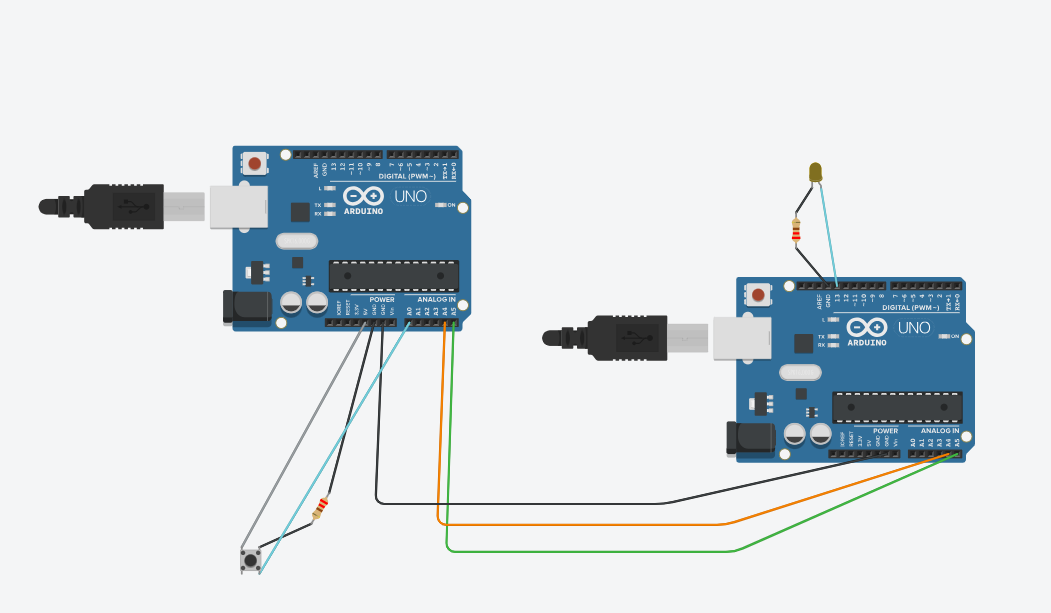 AREF
GND
13
12
~11
~10
~9
8
7
~6
~5
4
~3
2
TX→1
RX←0
DIGITAL (PWM~)
L
TX
RX
UNO
ON
ARDUINO
POWER
ANALOG IN
IOREF
RESET
3.3V
5V
GND
GND
Vin
A0
A1
A2
A3
A4
A5
AREF
GND
13
12
~11
~10
~9
8
7
~6
~5
4
~3
2
TX→1
RX←0
DIGITAL (PWM~)
L
TX
RX
UNO
ON
ARDUINO
POWER
ANALOG IN
IOREF
RESET
3.3V
5V
GND
GND
Vin
A0
A1
A2
A3
A4
A5